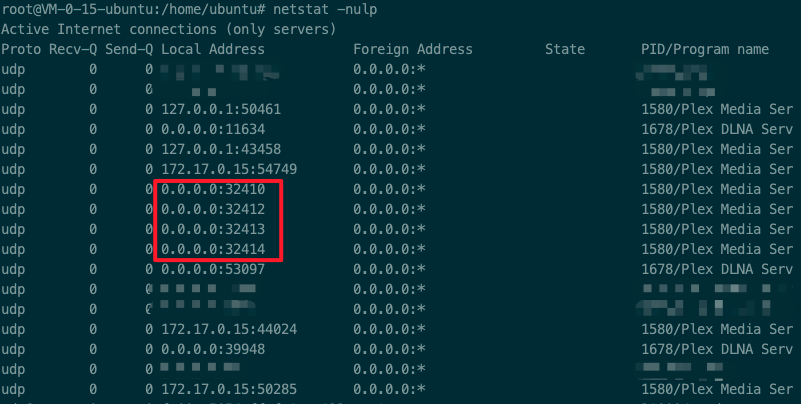 root@VM-0-15-ubuntu:/home/ubuntu# netstat -nulp
Active Internet connections (only servers)
Proto Recv-Q Send-Q Local Address           Foreign Address         State       PID/Program name
udp        0      0                         0.0.0.0:*
udp        0      0                         0.0.0.0:*
udp        0      0 127.0.0.1:50461         0.0.0.0:*                           1580/Plex Media Ser
udp        0      0 0.0.0.0:11634           0.0.0.0:*                           1678/Plex DLNA Serv
udp        0      0 127.0.0.1:43458         0.0.0.0:*                           1580/Plex Media Ser
udp        0      0 172.17.0.15:54749       0.0.0.0:*                           1580/Plex Media Ser
udp        0      0 0.0.0.0:32410           0.0.0.0:*                           1580/Plex Media Ser
udp        0      0 0.0.0.0:32412           0.0.0.0:*                           1580/Plex Media Ser
udp        0      0 0.0.0.0:32413           0.0.0.0:*                           1580/Plex Media Ser
udp        0      0 0.0.0.0:32414           0.0.0.0:*                           1580/Plex Media Ser
udp        0      0 0.0.0.0:53097           0.0.0.0:*                           1678/Plex DLNA Serv
udp        0      0                         0.0.0.0:*
udp        0      0                         0.0.0.0:*
udp        0      0 172.17.0.15:44024       0.0.0.0:*                           1580/Plex Media Ser
udp        0      0 0.0.0.0:39948           0.0.0.0:*                           1678/Plex DLNA Serv
udp        0      0                         0.0.0.0:*
udp        0      0 172.17.0.15:50285       0.0.0.0:*                           1580/Plex Media Ser